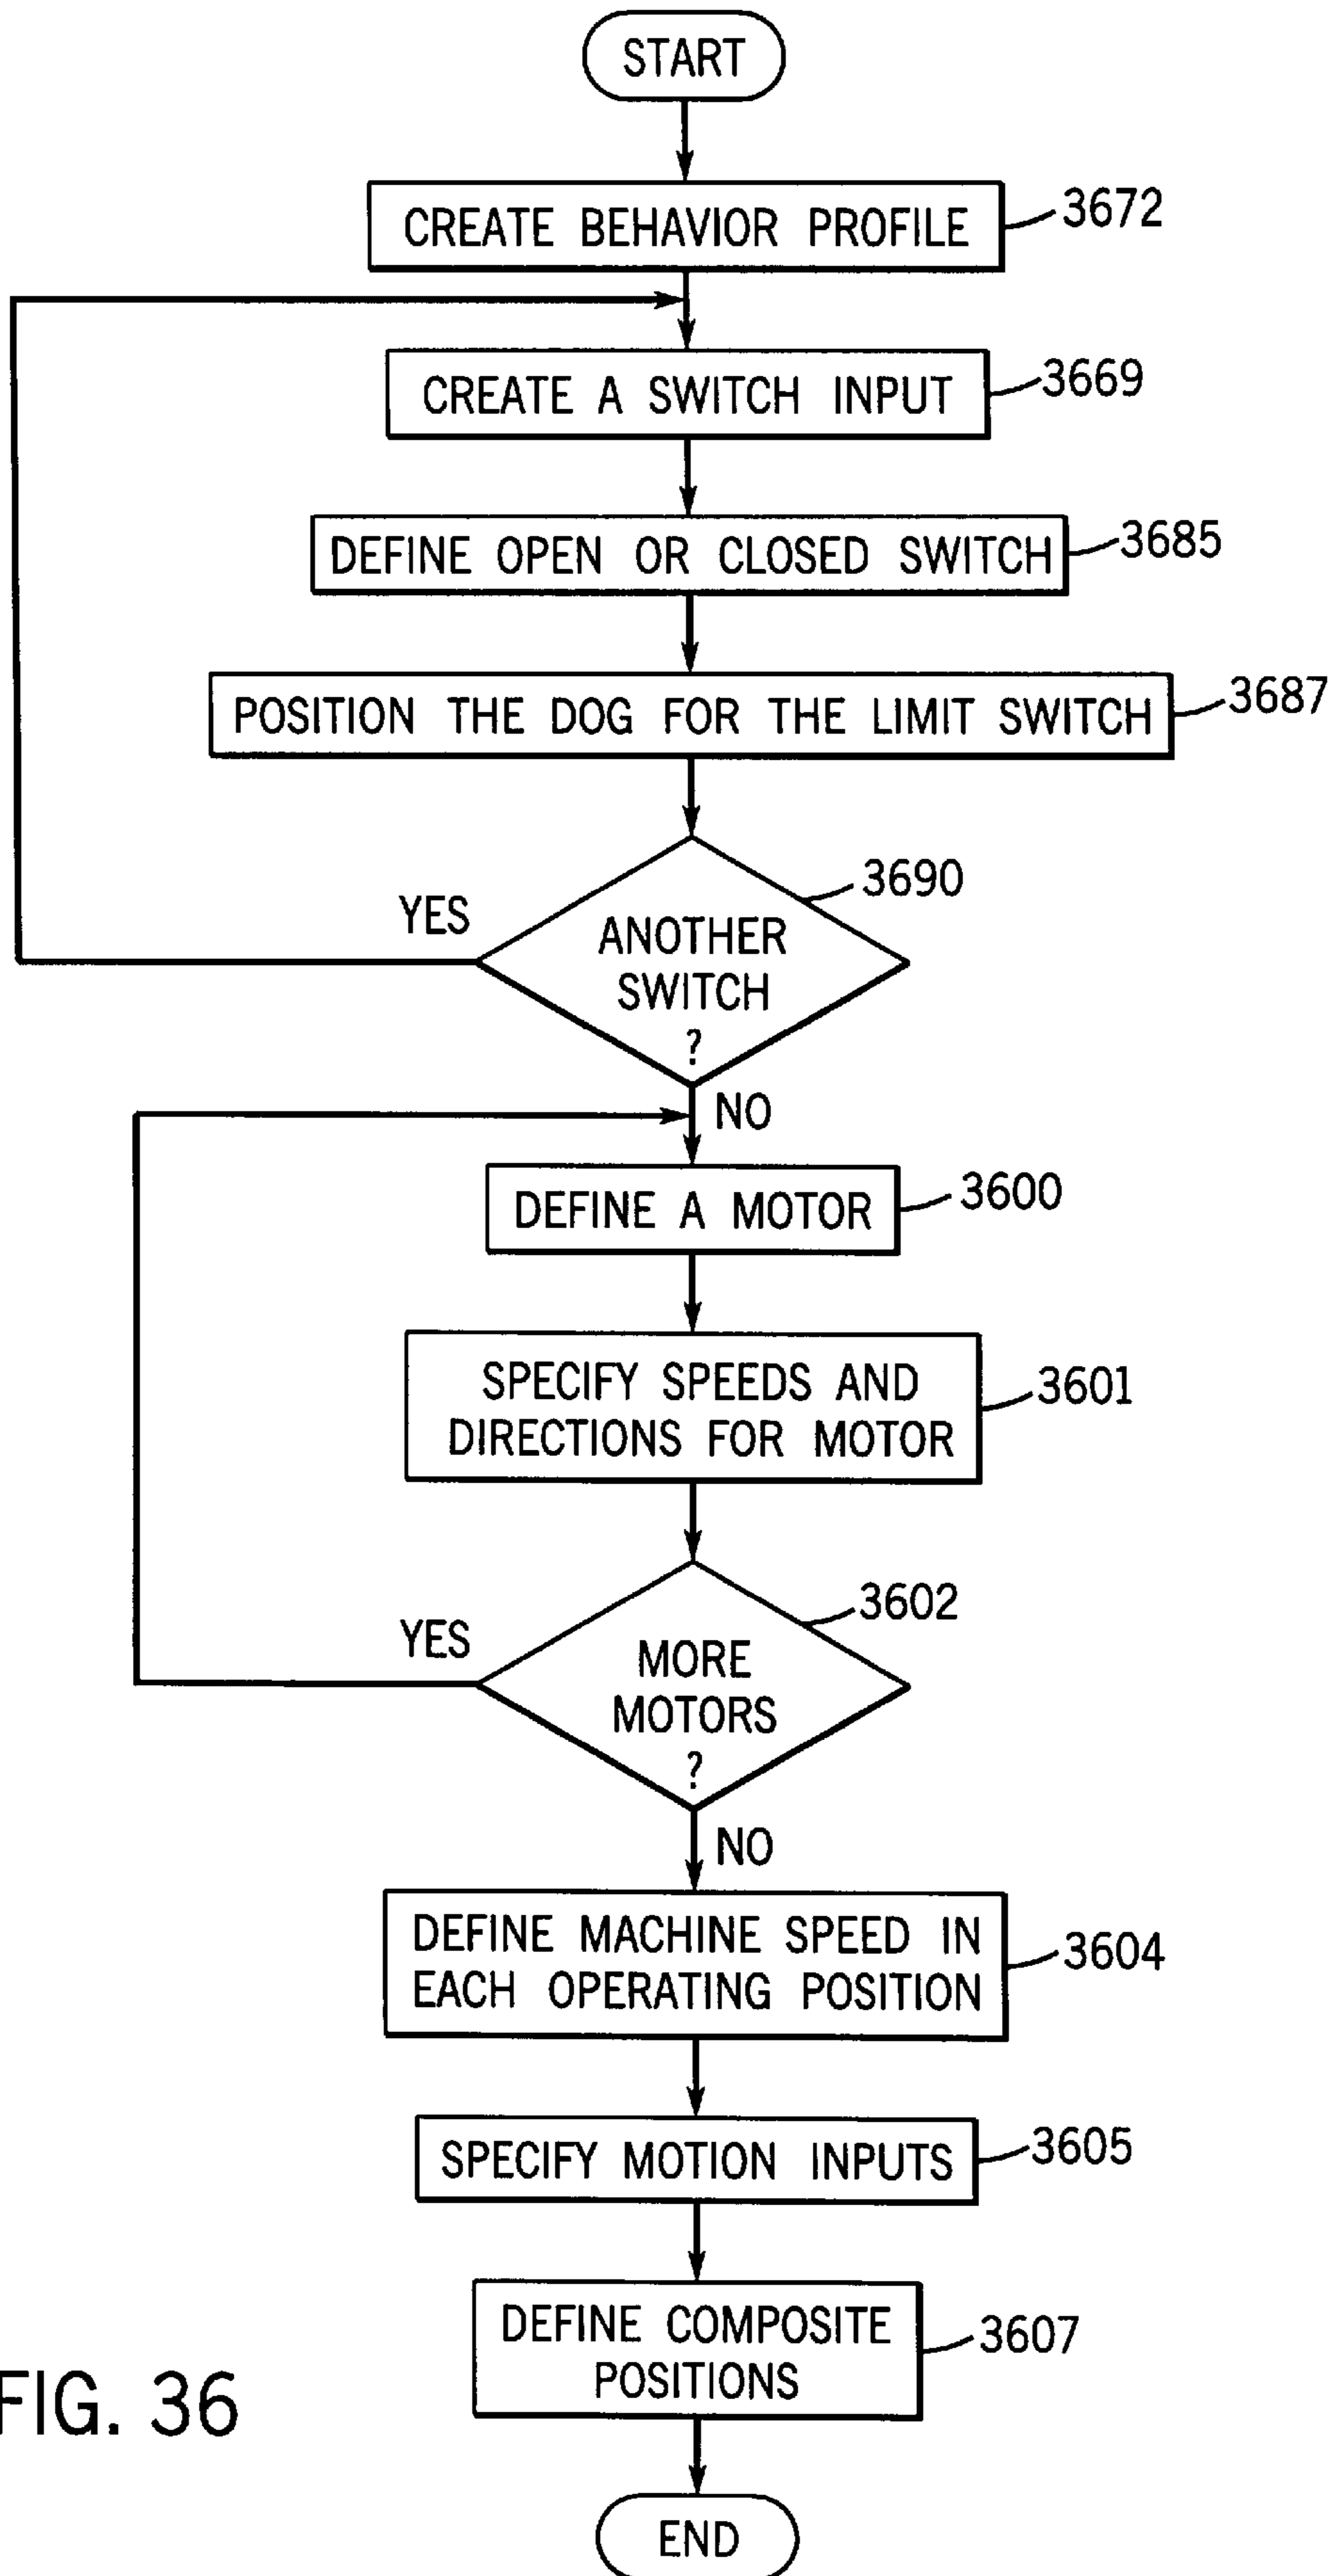 START
CREATE BEHAVIOR PROFILE
3672
CREATE A SWITCH INPUT
3669
DEFINE OPEN OR CLOSED SWITCH
3685
POSITION THE DOG FOR THE LIMIT SWITCH
3687
3690
YES
ANOTHER
SWITCH
?
NO
DEFINE A MOTOR
3600
SPECIFY SPEEDS AND
DIRECTIONS FOR MOTOR
3601
3602
YES
MORE
MOTORS
?
NO
DEFINE MACHINE SPEED IN
EACH OPERATING POSITION
3604
SPECIFY MOTION INPUTS
3605
DEFINE COMPOSITE
POSITIONS
3607
FIG. 36
END